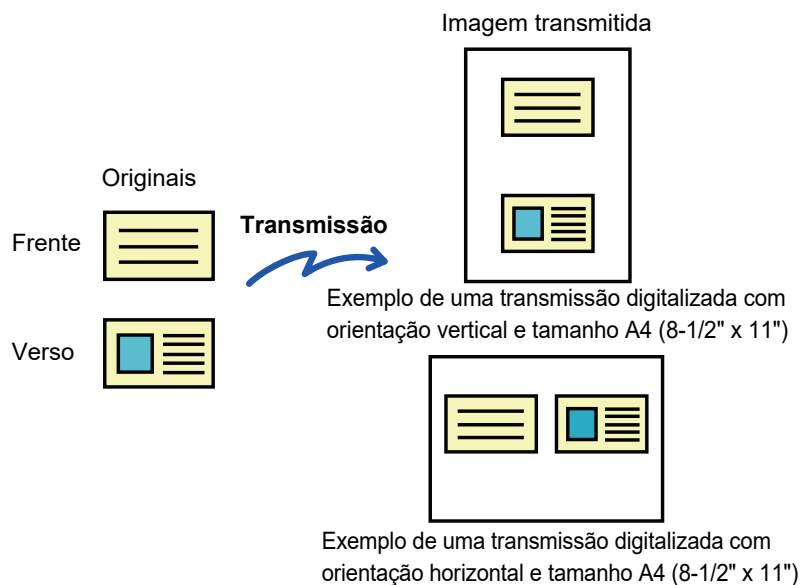 Imagem transmitida
Originais
Frente
Transmissão
Verso
Exemplo de uma transmissão digitalizada com
orientação vertical e tamanho A4 (8-1/2" x 11")
Exemplo de uma transmissão digitalizada com
orientação horizontal e tamanho A4 (8-1/2" x 11")